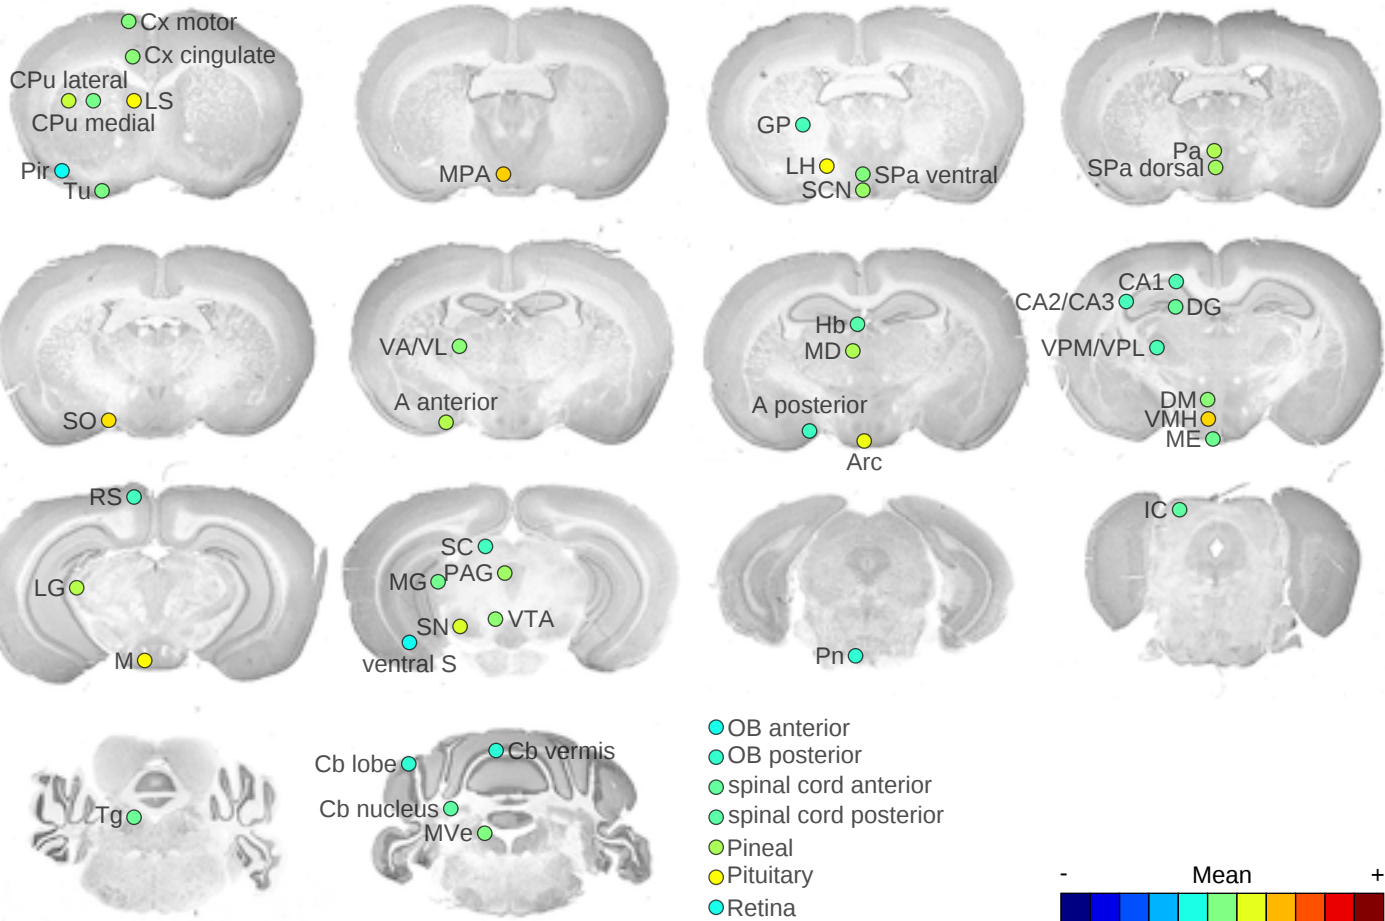 Cx motor
Cx cingulate
CPu lateral
LS
CPu medial
Pir
Tu
MPA
GP
LH
SPa ventral
SCN
Pa
SPa dorsal
SO
VA/VL
A anterior
Hb
MD
A posterior
Arc
CA1
CA2/CA3
DG
VPM/VPL
DM
VMH
ME
RS
LG
M
SC
MG
PAG
SN
VTA
ventral S
Pn
IC
Tg
Cb lobe
Cb vermis
Cb nucleus
MVe
OB anterior
OB posterior
spinal cord anterior
spinal cord posterior
Pineal
Pituitary
Retina
- Mean +